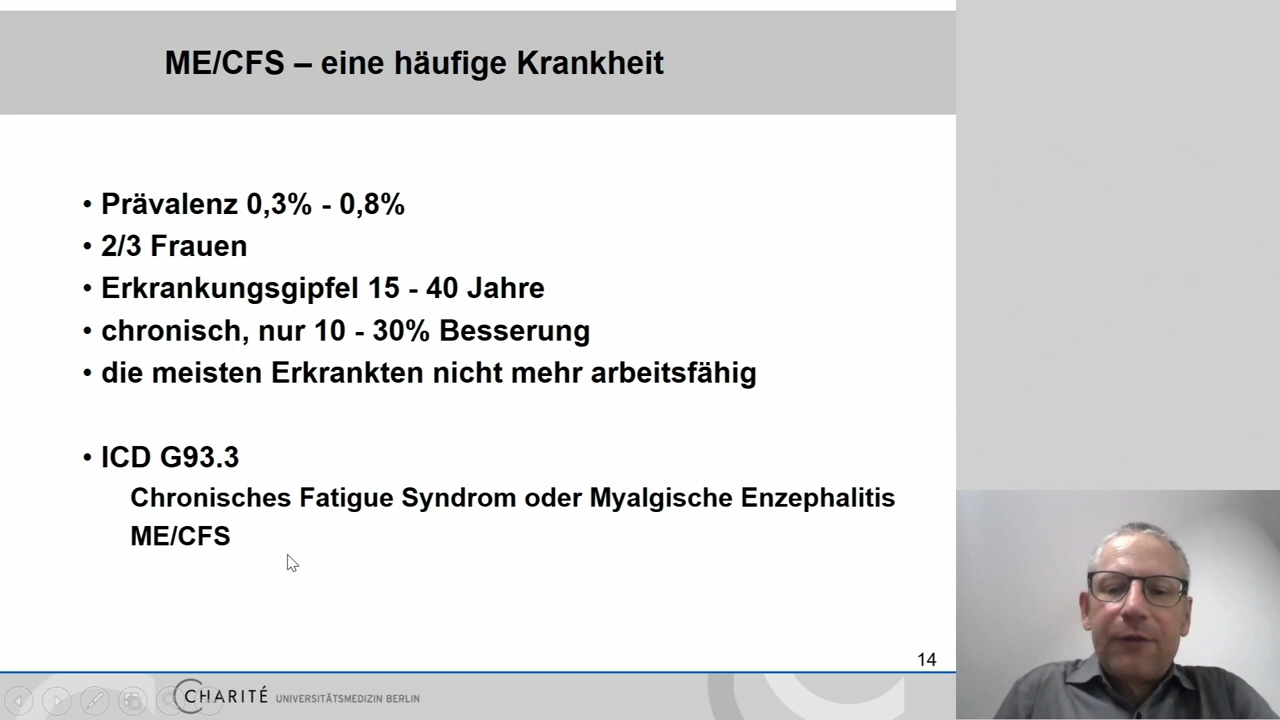 ME/CFS – eine häufige Krankheit
• Prävalenz 0,3% - 0,8%
• 2/3 Frauen
• Erkrankungsgipfel 15 - 40 Jahre
• chronisch, nur 10 - 30% Besserung
• die meisten Erkrankten nicht mehr arbeitsfähig
• ICD G93.3
Chronisches Fatigue Syndrom oder Myalgische Enzephalitis
ME/CFS
14
CHARITÉ UNIVERSITÄTSMEDIZIN BERLIN